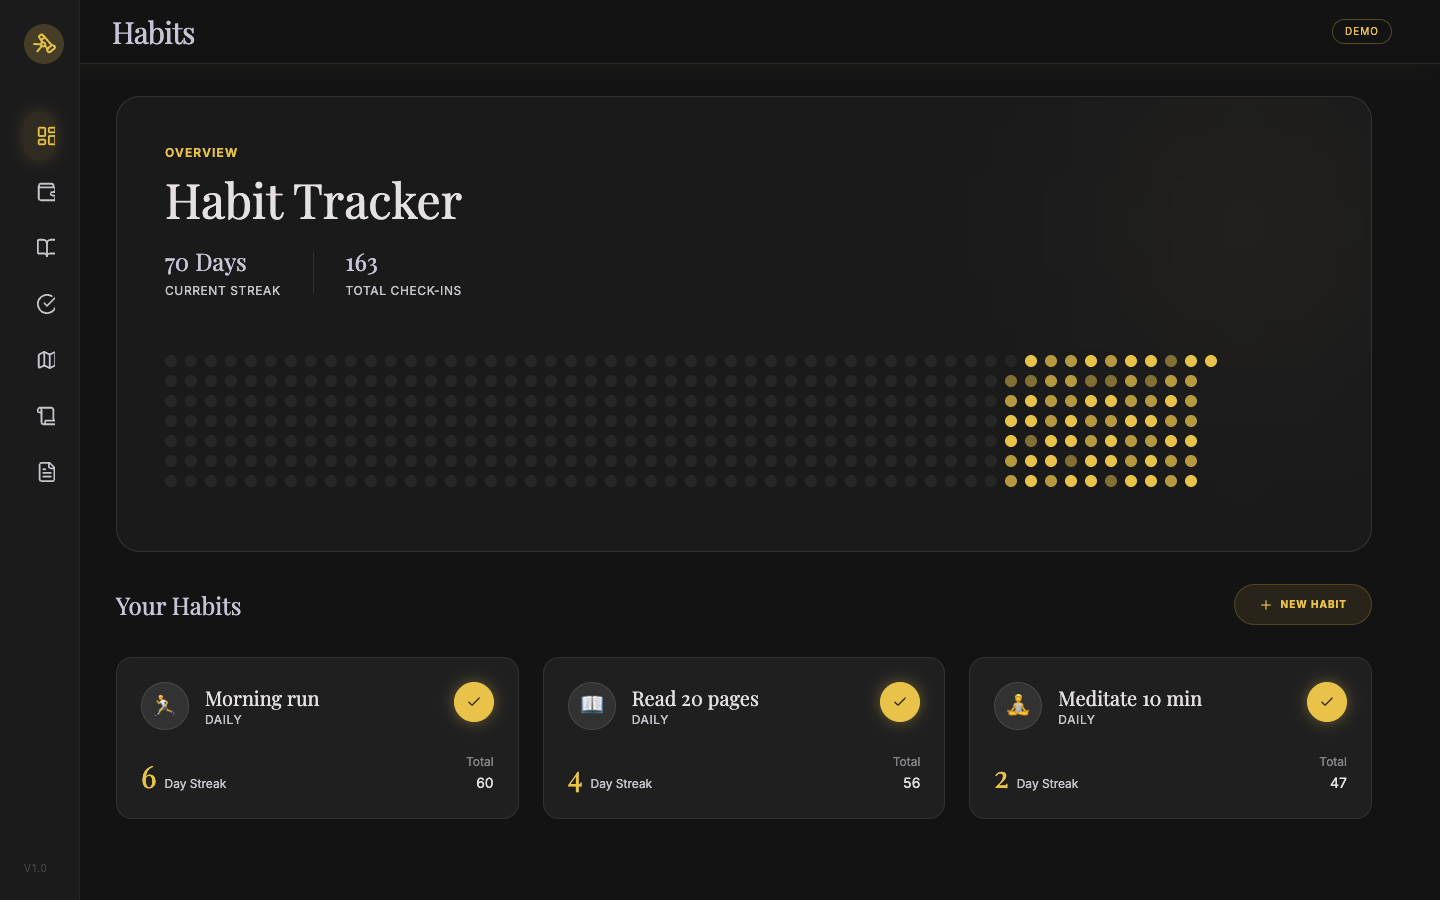 Habits
DEMO
OVERVIEW
Habit Tracker
70 Days
163
CURRENT STREAK
TOTAL CHECK-INS
Your Habits
+ NEW HABIT
Morning run
DAILY
6 Day Streak
Total
60
Read 20 pages
DAILY
4 Day Streak
Total
56
Meditate 10 min
DAILY
2 Day Streak
Total
47
V1.0